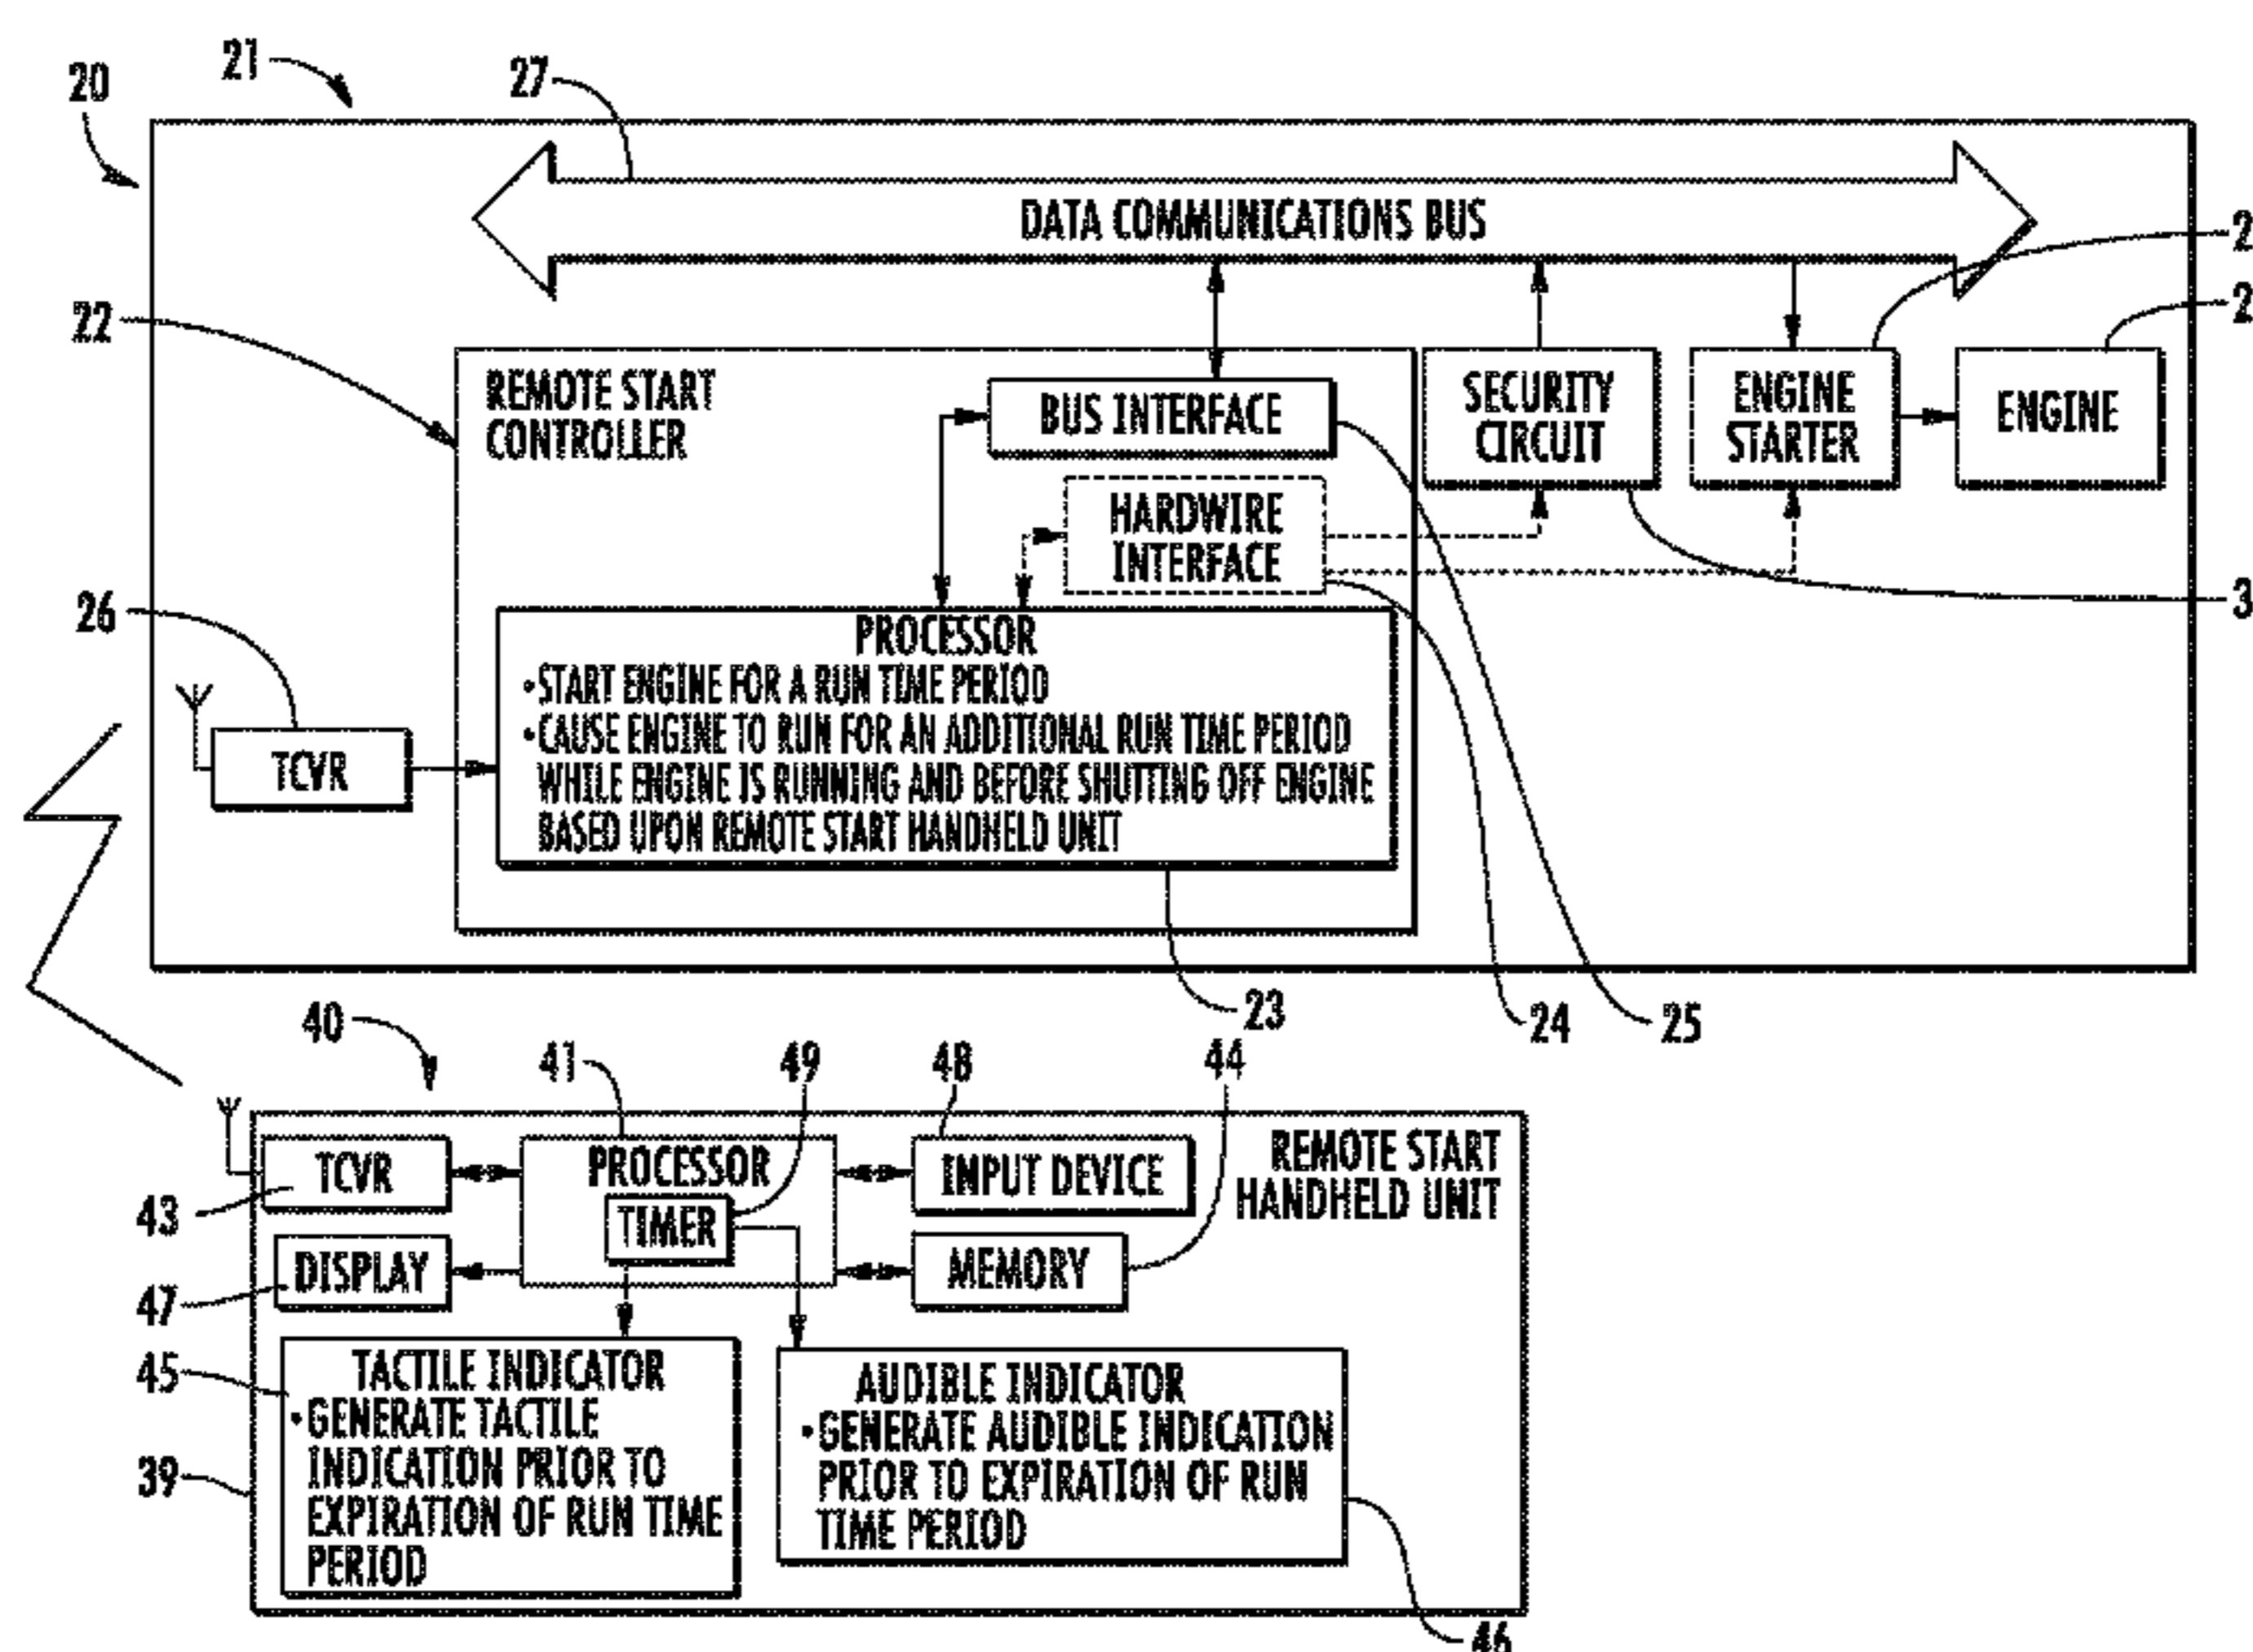 20
21
27
DATA COMMUNICATIONS BUS
2
2
22
REMOTE START
CONTROLLER
BUS INTERFACE
SECURITY
CIRCUIT
ENGINE
STARTER
ENGINE
HARDWIRE
INTERFACE
3
26
TCVR
PROCESSOR
•START ENGINE FOR A RUN TIME PERIOD
•CAUSE ENGINE TO RUN FOR AN ADDITIONAL RUN TIME PERIOD
WHILE ENGINE IS RUNNING AND BEFORE SHUTTING OFF ENGINE
BASED UPON REMOTE START HANDHELD UNIT
23
24
25
40
41
49
48
44
TCVR
PROCESSOR
TIMER
INPUT DEVICE
REMOTE START
HANDHELD UNIT
43
DISPLAY
MEMORY
47
45
TACTILE INDICATOR
•GENERATE TACTILE
INDICATION PRIOR TO
EXPIRATION OF RUN TIME
PERIOD
39
AUDIBLE INDICATOR
•GENERATE AUDIBLE INDICATION
PRIOR TO EXPIRATION OF RUN
TIME PERIOD
46